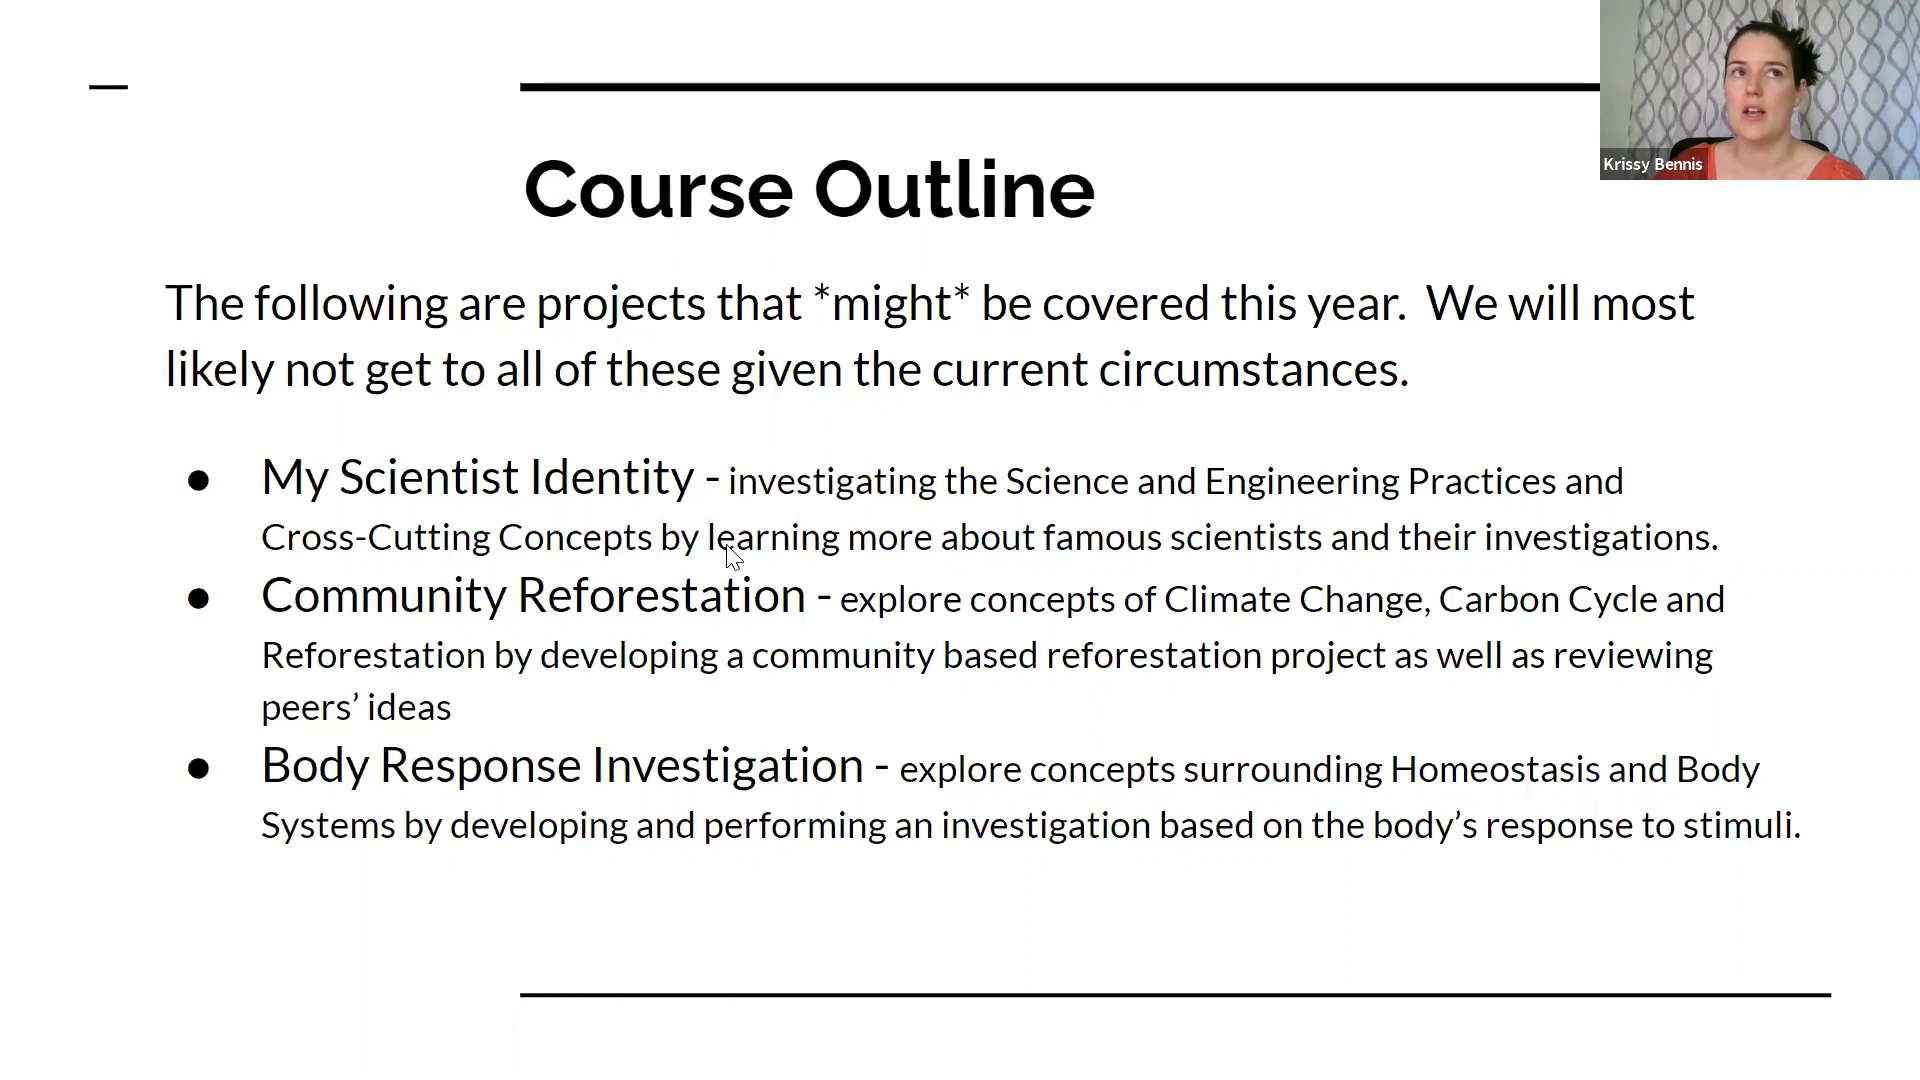 Krissy Bennis
Course Outline
The following are projects that *might* be covered this year. We will most
likely not get to all of these given the current circumstances.
● My Scientist Identity - investigating the Science and Engineering Practices and
Cross-Cutting Concepts by learning more about famous scientists and their investigations.
● Community Reforestation - explore concepts of Climate Change, Carbon Cycle and
Reforestation by developing a community based reforestation project as well as reviewing
peers’ ideas
● Body Response Investigation - explore concepts surrounding Homeostasis and Body
Systems by developing and performing an investigation based on the body’s response to stimuli.